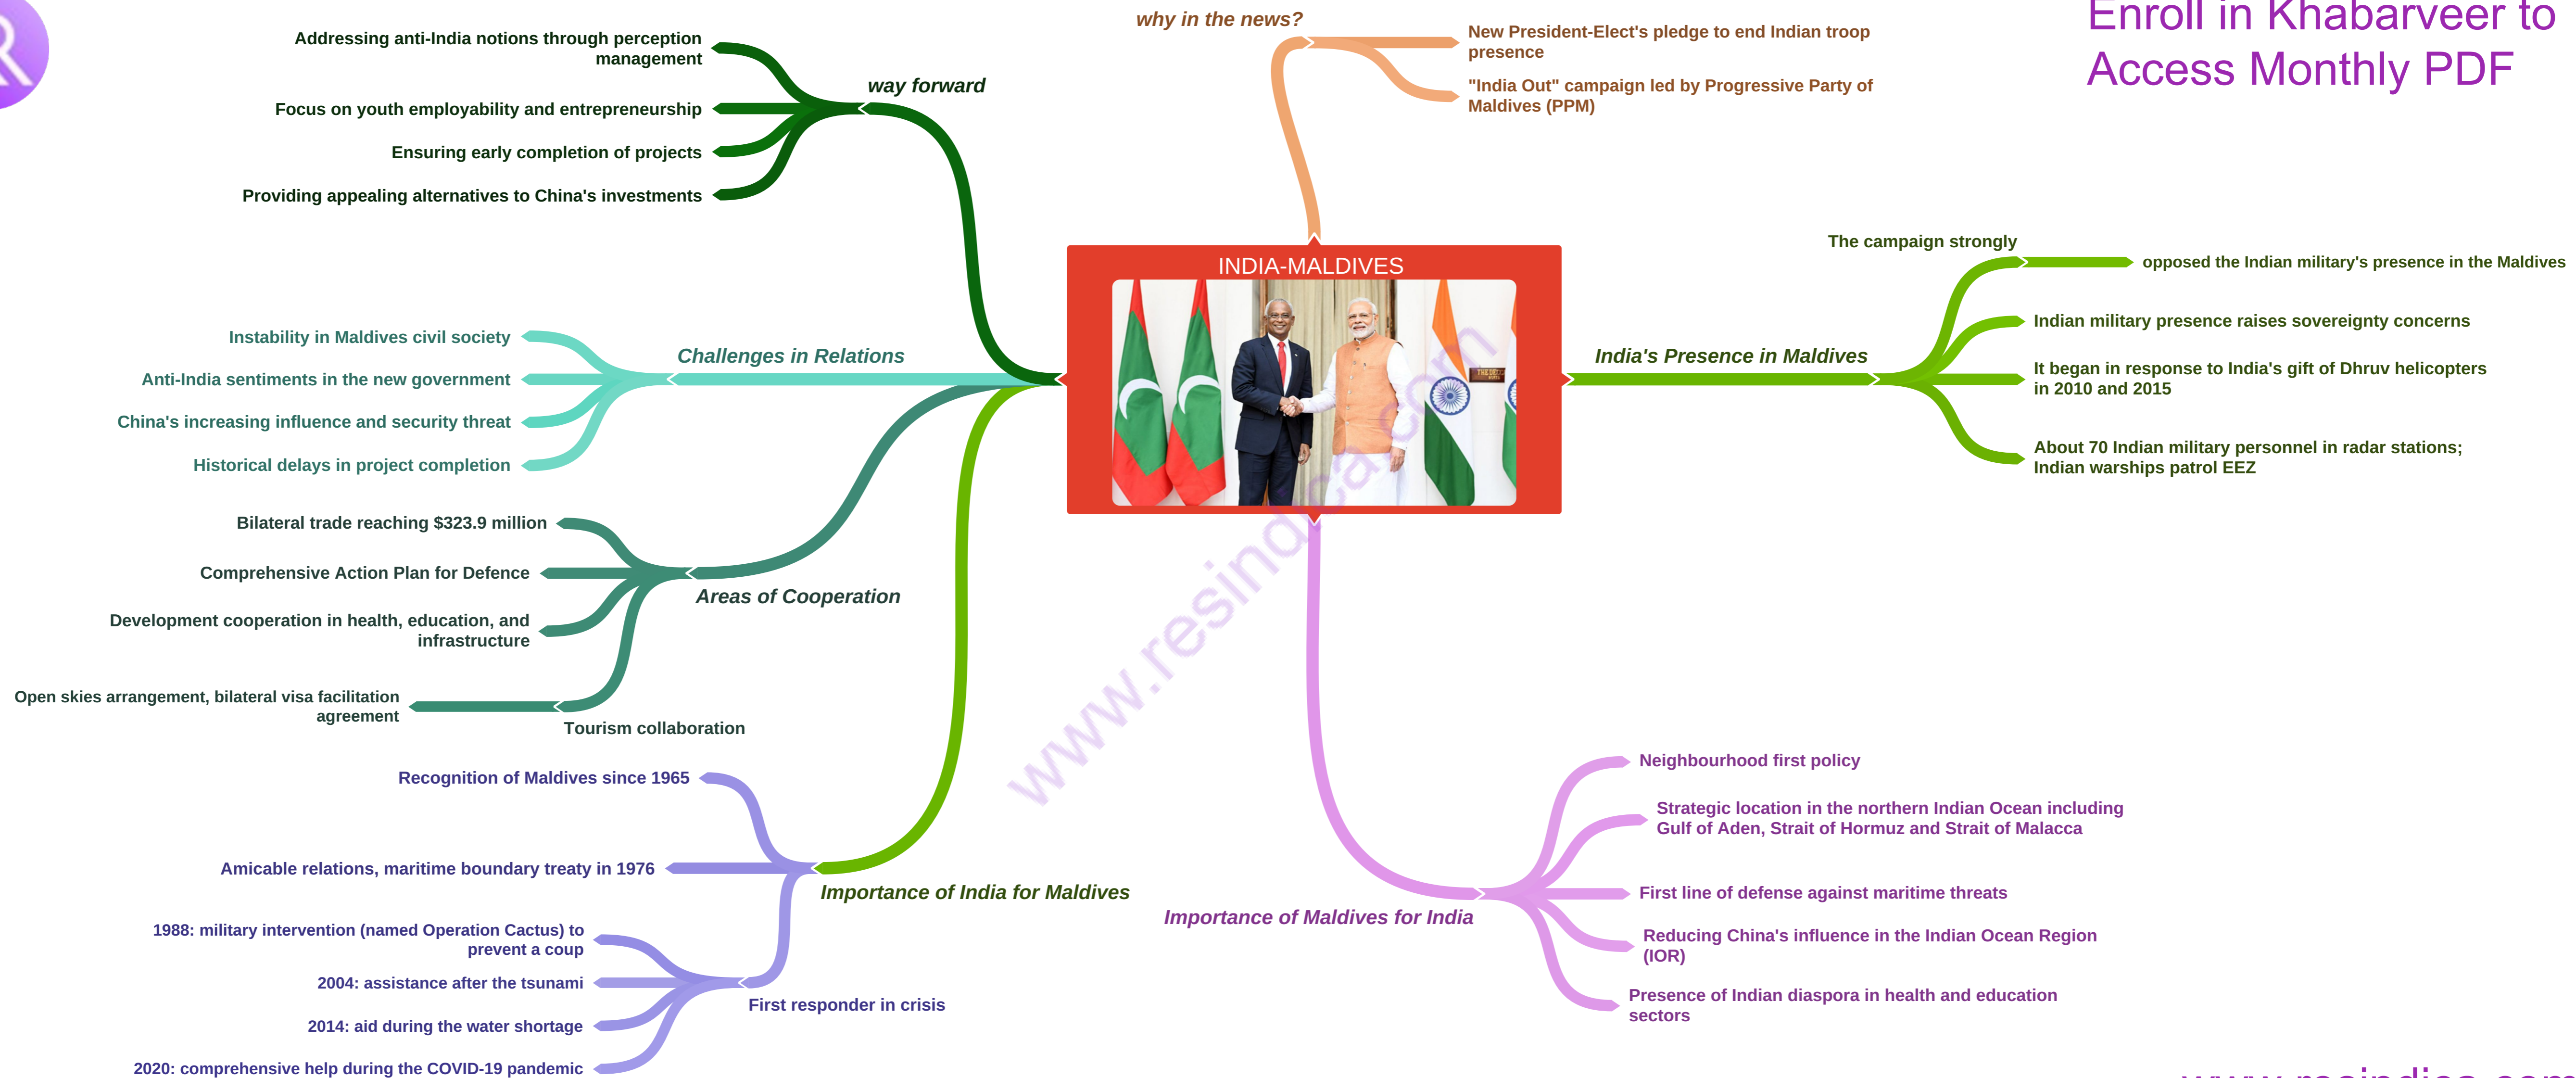 R
Enroll in Khabarveer to
Access Monthly PDF
why in the news?
New President-Elect's pledge to end Indian troop
presence
"India Out" campaign led by Progressive Party of
Maldives (PPM)
way forward
Addressing anti-India notions through perception
management
Focus on youth employability and entrepreneurship
Ensuring early completion of projects
Providing appealing alternatives to China's investments
INDIA-MALDIVES
India's Presence in Maldives
The campaign strongly
opposed the Indian military's presence in the Maldives
Indian military presence raises sovereignty concerns
It began in response to India's gift of Dhruv helicopters
in 2010 and 2015
About 70 Indian military personnel in radar stations;
Indian warships patrol EEZ
Challenges in Relations
Instability in Maldives civil society
Anti-India sentiments in the new government
China's increasing influence and security threat
Historical delays in project completion
Areas of Cooperation
Bilateral trade reaching $323.9 million
Comprehensive Action Plan for Defence
Development cooperation in health, education, and
infrastructure
Tourism collaboration
Open skies arrangement, bilateral visa facilitation
agreement
Importance of India for Maldives
Recognition of Maldives since 1965
Amicable relations, maritime boundary treaty in 1976
First responder in crisis
1988: military intervention (named Operation Cactus) to
prevent a coup
2004: assistance after the tsunami
2014: aid during the water shortage
2020: comprehensive help during the COVID-19 pandemic
Importance of Maldives for India
Neighbourhood first policy
Strategic location in the northern Indian Ocean including
Gulf of Aden, Strait of Hormuz and Strait of Malacca
First line of defense against maritime threats
Reducing China's influence in the Indian Ocean Region
(IOR)
Presence of Indian diaspora in health and education
sectors
www.resindica.com
www.resindica.com